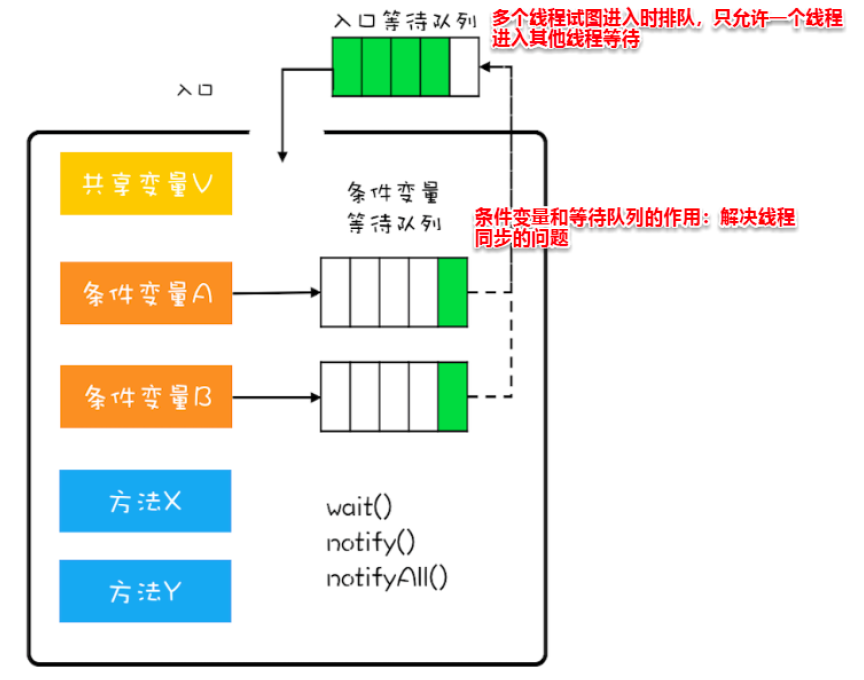 入口等待队列
多个线程试图进入时排队，只允许一个线程
进入其他线程等待
入口
共享变量V
条件变量
等待队列
条件变量和等待队列的作用：解决线程
同步的问题
条件变量A
条件变量B
方法X
wait()
notify()
notifyAll()
方法Y